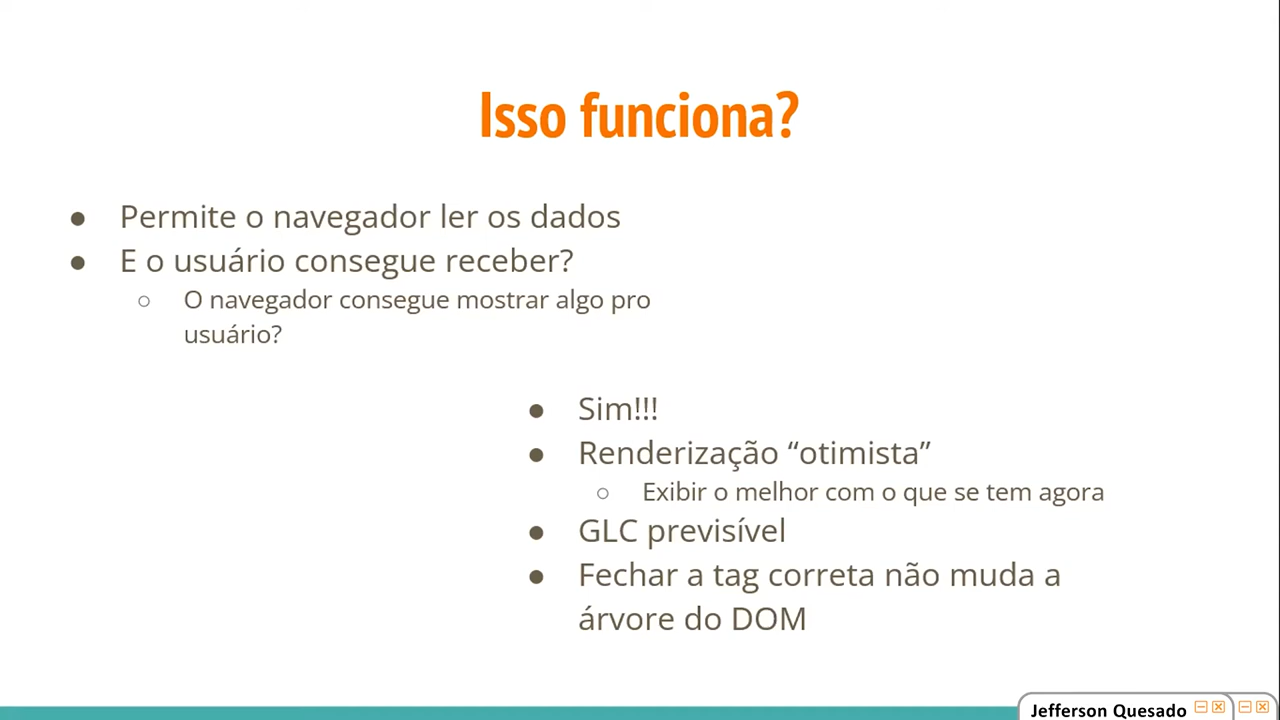 Isso funciona?
● Permite o navegador ler os dados
● E o usuário consegue receber?
○ O navegador consegue mostrar algo pro
usuário?
● Sim!!!
● Renderização “otimista”
○ Exibir o melhor com o que se tem agora
● GLC previsível
● Fechar a tag correta não muda a
árvore do DOM
Jefferson Quesado